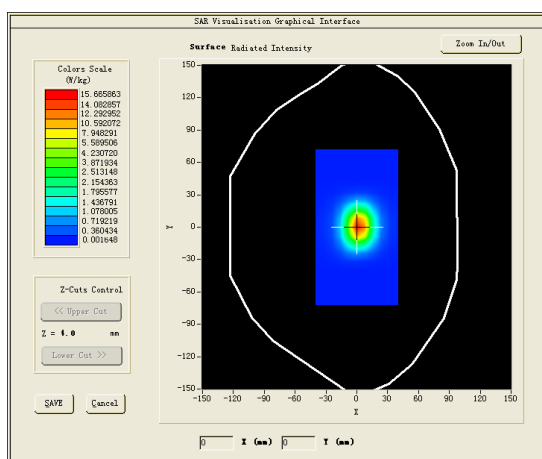 SAR Visualisation Graphical Interface
Surface Radiated Intensity
Zoom In/Out
Colors Scale
(W/kg)
15.665863
14.082857
12.292952
10.592072
7.948291
5.589506
4.230720
3.871934
2.513148
2.154363
1.795577
1.436791
1.078005
0.719219
0.360434
0.001648
Z-Cuts Control
<< Upper Cut
Z = 4.0 mm
Lower Cut >>
SAVE Cancel
150
120
90
60
30
0
-30
-60
-90
-120
-150
Y
-150 -120 -90 -60 -30 0 30 60 90 120 150
X
0 X (mm) 0 Y (mm)